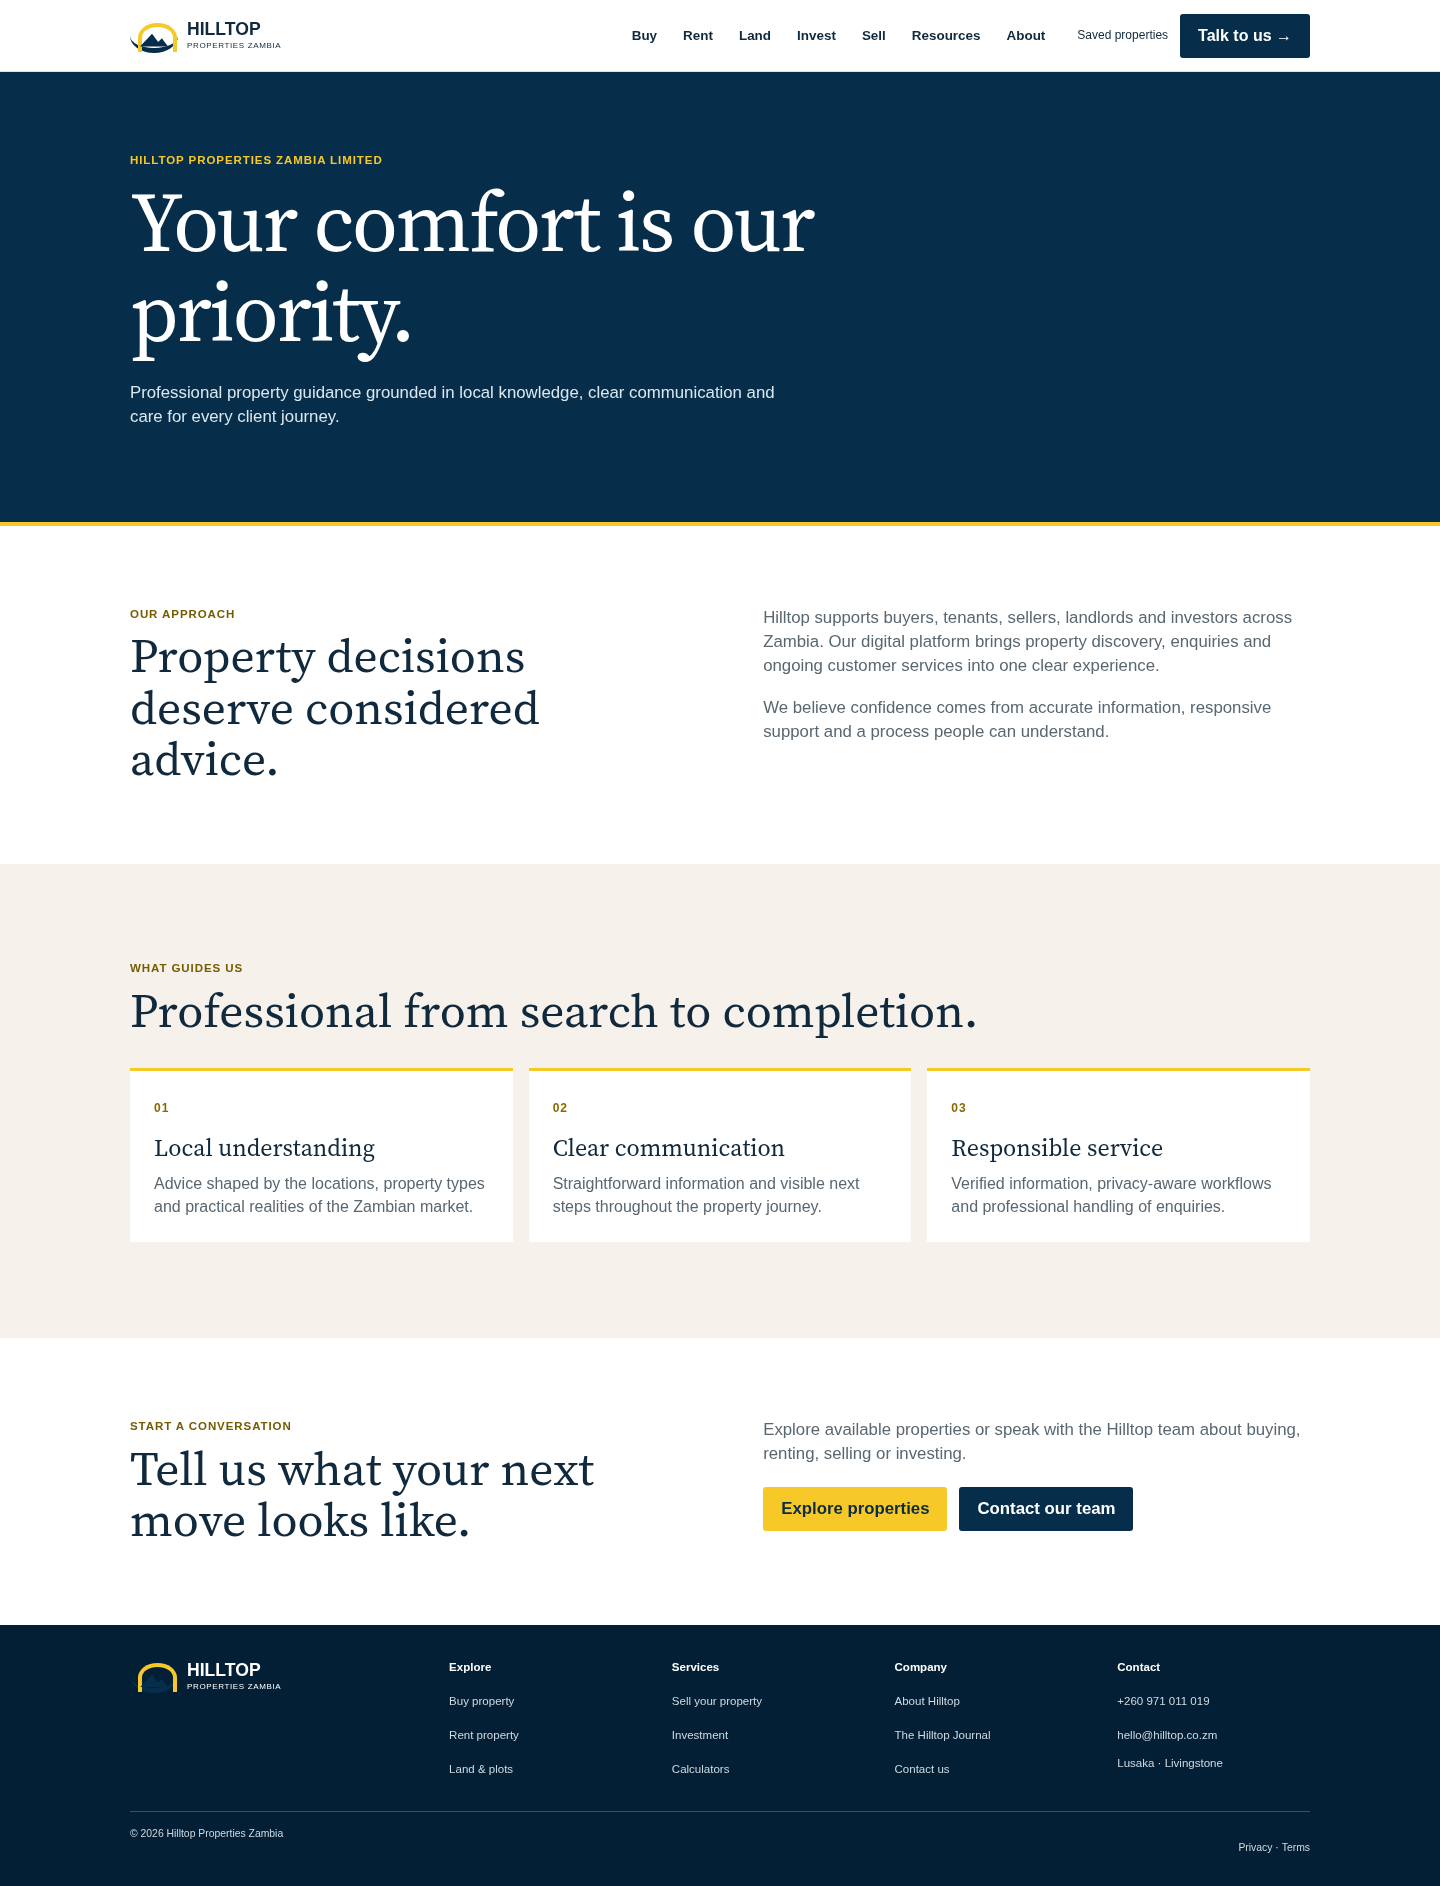 HILLTOP
PROPERTIES ZAMBIA
Buy Rent Land Invest Sell Resources About Saved properties Talk to us →
HILLTOP PROPERTIES ZAMBIA LIMITED
Your comfort is our
priority.
Professional property guidance grounded in local knowledge, clear communication and
care for every client journey.
OUR APPROACH
Property decisions
deserve considered
advice.
Hilltop supports buyers, tenants, sellers, landlords and investors across
Zambia. Our digital platform brings property discovery, enquiries and
ongoing customer services into one clear experience.
We believe confidence comes from accurate information, responsive
support and a process people can understand.
WHAT GUIDES US
Professional from search to completion.
01
Local understanding
Advice shaped by the locations, property types
and practical realities of the Zambian market.
02
Clear communication
Straightforward information and visible next
steps throughout the property journey.
03
Responsible service
Verified information, privacy-aware workflows
and professional handling of enquiries.
START A CONVERSATION
Tell us what your next
move looks like.
Explore available properties or speak with the Hilltop team about buying,
renting, selling or investing.
Explore properties
Contact our team
HILLTOP
PROPERTIES ZAMBIA
Explore
Buy property
Rent property
Land & plots
Services
Sell your property
Investment
Calculators
Company
About Hilltop
The Hilltop Journal
Contact us
Contact
+260 971 011 019
hello@hilltop.co.zm
Lusaka · Livingstone
© 2026 Hilltop Properties Zambia
Privacy · Terms